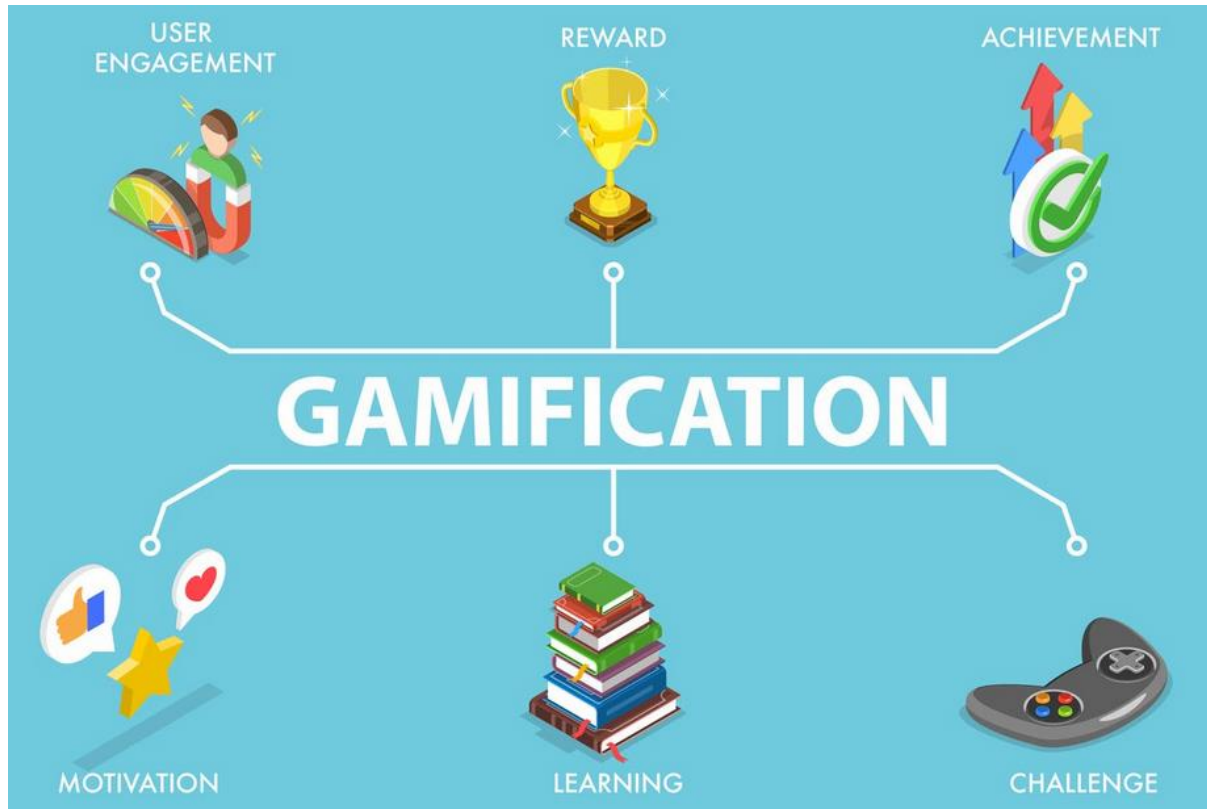 USER
ENGAGEMENT
REWARD
ACHIEVEMENT
GAMIFICATION
MOTIVATION
LEARNING
CHALLENGE